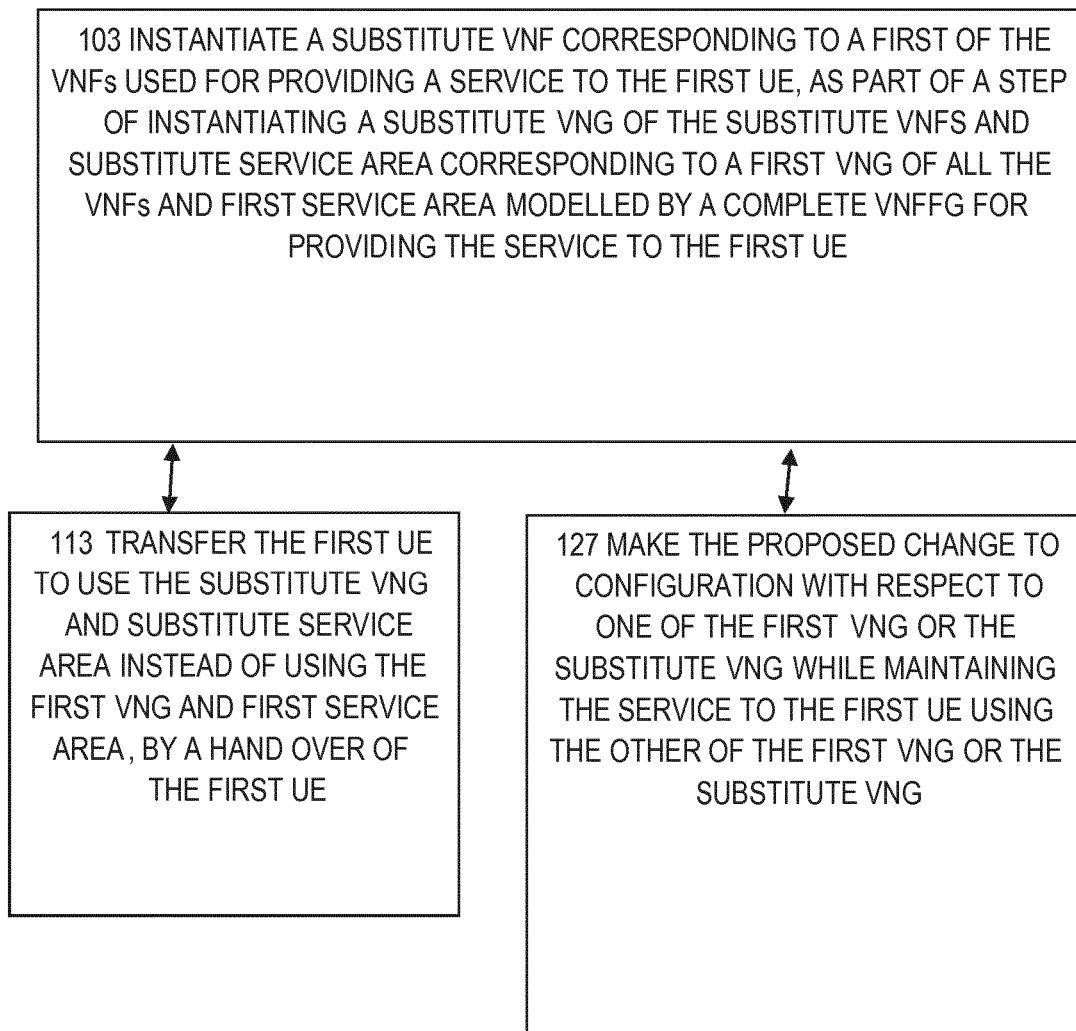 103 INSTANTIATE A SUBSTITUTE VNF CORRESPONDING TO A FIRST OF THE
VNFs USED FOR PROVIDING A SERVICE TO THE FIRST UE, AS PART OF A STEP
OF INSTANTIATING A SUBSTITUTE VNG OF THE SUBSTITUTE VNFS AND
SUBSTITUTE SERVICE AREA CORRESPONDING TO A FIRST VNG OF ALL THE
VNFs AND FIRST SERVICE AREA MODELLED BY A COMPLETE VNFFG FOR
PROVIDING THE SERVICE TO THE FIRST UE
113 TRANSFER THE FIRST UE
TO USE THE SUBSTITUTE VNG
AND SUBSTITUTE SERVICE
AREA INSTEAD OF USING THE
FIRST VNG AND FIRST SERVICE
AREA, BY A HAND OVER OF
THE FIRST UE
127 MAKE THE PROPOSED CHANGE TO
CONFIGURATION WITH RESPECT TO
ONE OF THE FIRST VNG OR THE
SUBSTITUTE VNG WHILE MAINTAINING
THE SERVICE TO THE FIRST UE USING
THE OTHER OF THE FIRST VNG OR THE
SUBSTITUTE VNG